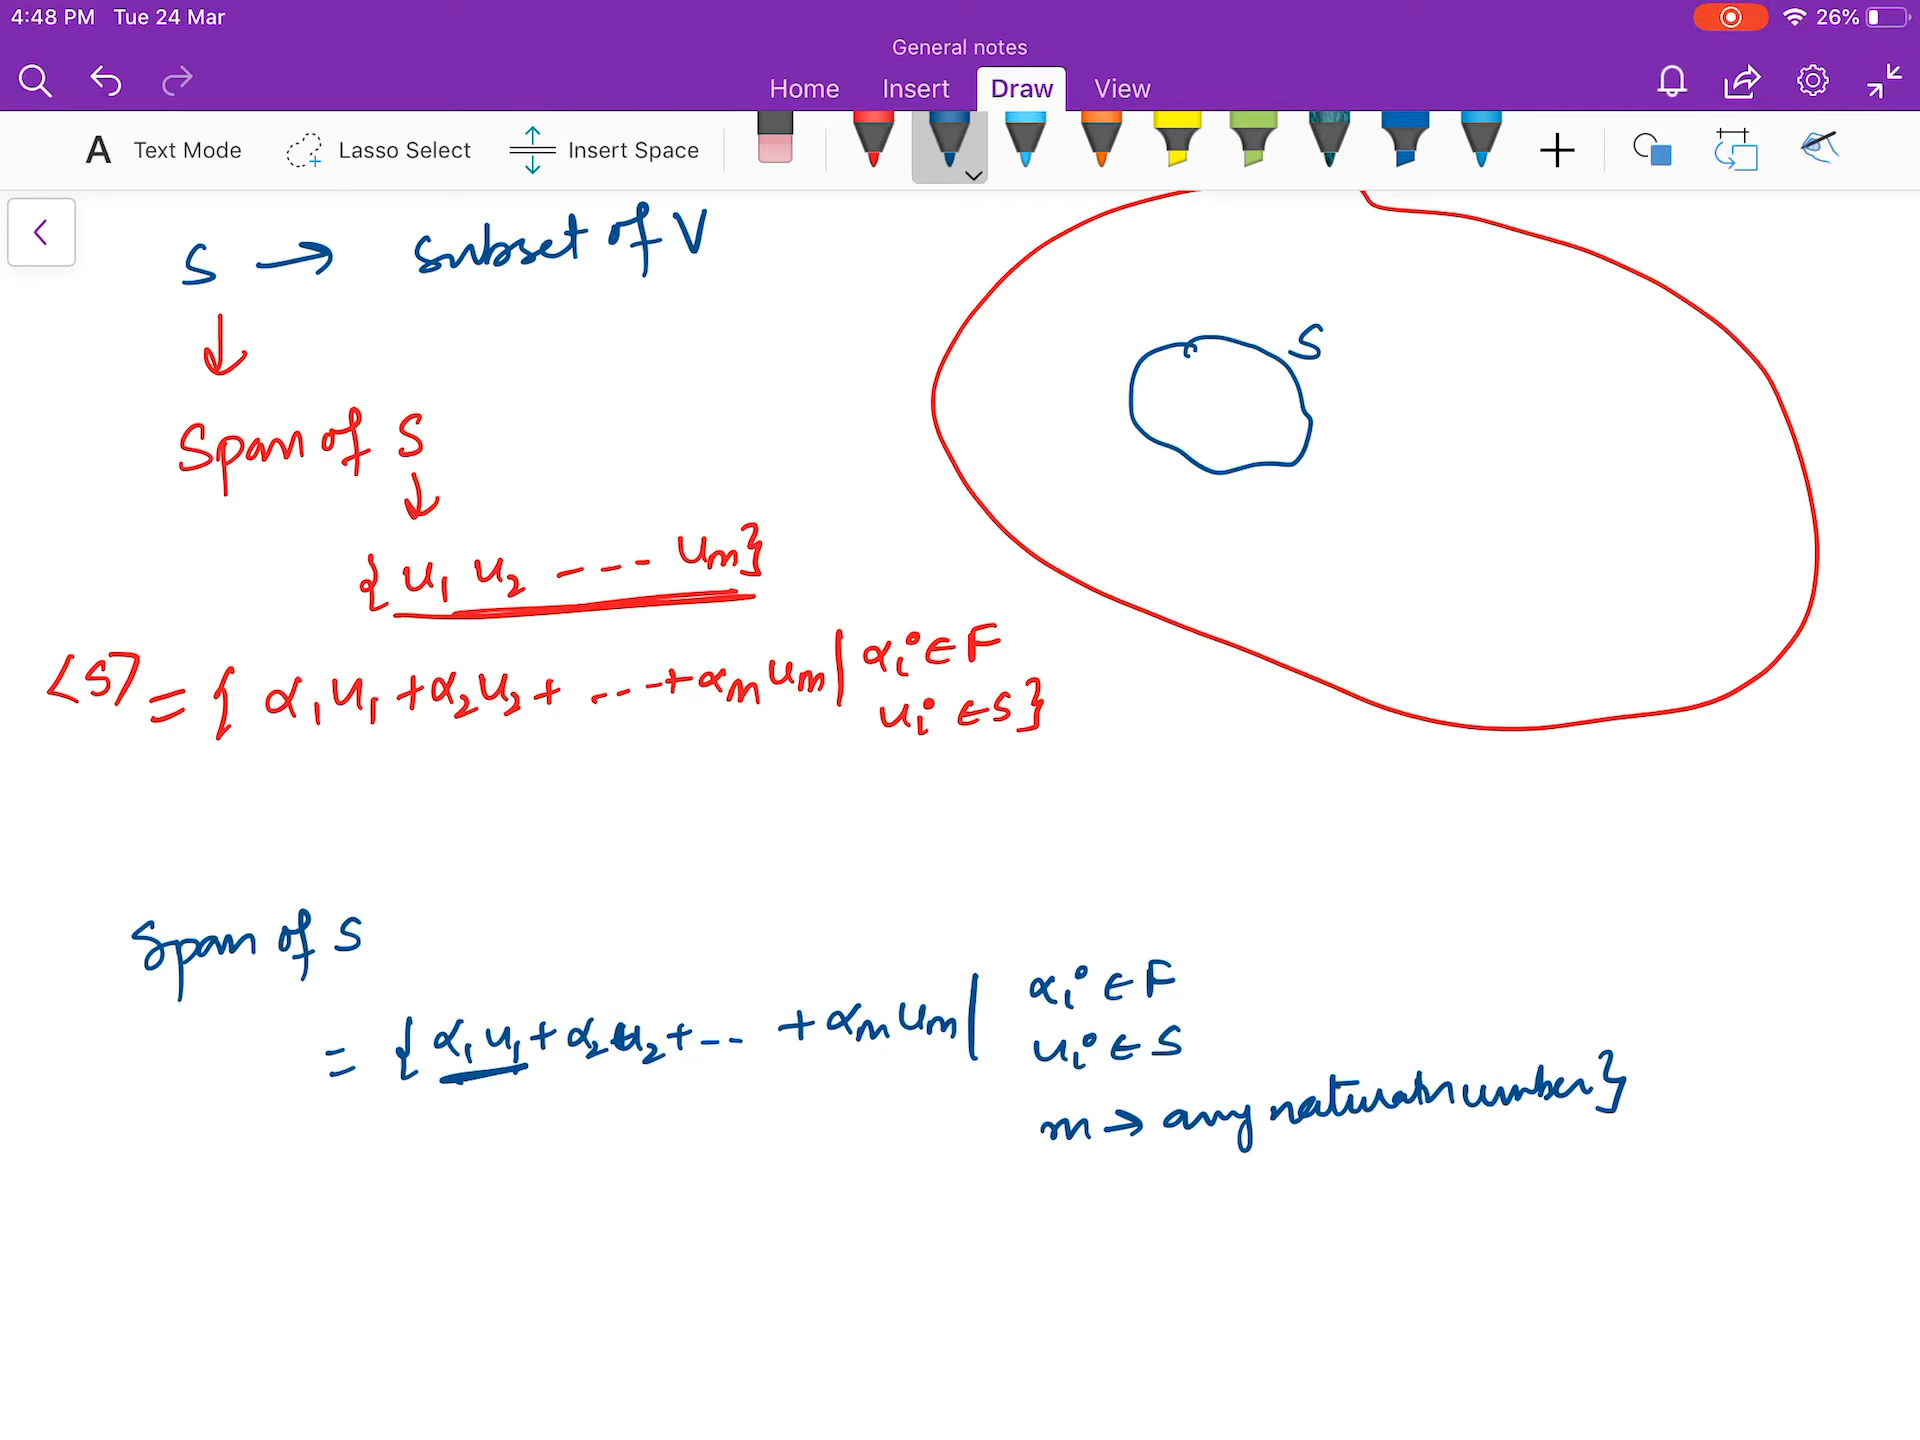 4:48 PM Tue 24 Mar
26%
General notes
Home Insert Draw View
A Text Mode Lasso Select Insert Space
S → subset of V
↓
S
Span of S
↓
{ u₁ u₂ ---- uₘ}
<S> = { α₁u₁ + α₂u₂ + ... + αₘuₘ | αᵢ ∈ F
uᵢ ∈ S }
Span of S
= { α₁u₁ + α₂u₂ + -- + αₘuₘ | αᵢ ∈ F
uᵢ ∈ S
m → any natural number }